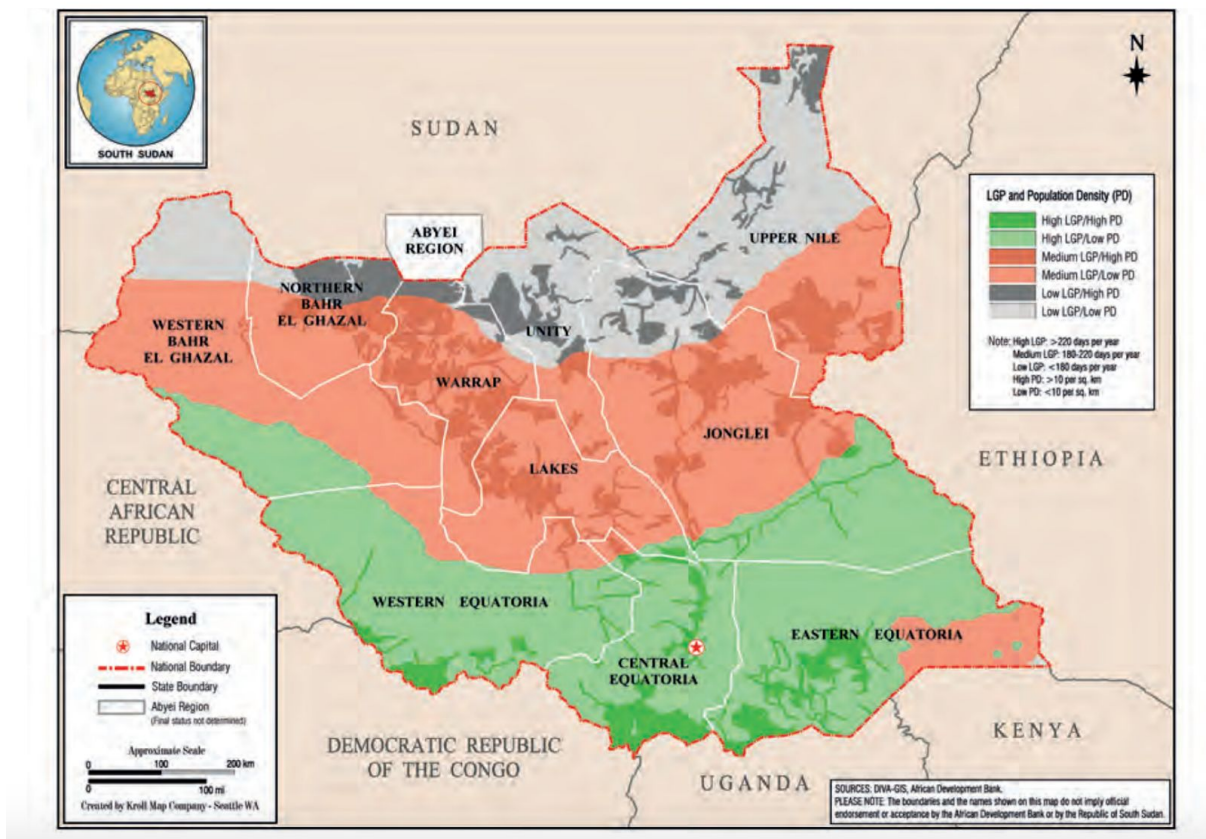 SOUTH SUDAN
N
SUDAN
ABYEI
REGION
UPPER NILE
LGP and Population Density (PD)
High LGP/High PD
High LGP/Low PD
Medium LGP/High PD
Medium LGP/Low PD
Low LGP/High PD
Low LGP/Low PD
Note: High LGP: >220 days per year
Medium LGP: 180-220 days per year
Low LGP: <180 days per year
High PD: >10 per sq. km
Low PD: <10 per sq. km
NORTHERN
BAHR
EL GHAZAL
WESTERN
BAHR
EL GHAZAL
UNITY
WARRAP
JONGLEI
LAKES
ETHIOPIA
CENTRAL
AFRICAN
REPUBLIC
WESTERN EQUATORIA
EASTERN EQUATORIA
CENTRAL
EQUATORIA
Legend
National Capital
National Boundary
State Boundary
Abyei Region
(Final status not determined)
Approximate Scale
0 100 200 km
0 100 mi
Created by Kroll Map Company - Seattle WA
DEMOCRATIC REPUBLIC
OF THE CONGO
UGANDA
KENYA
SOURCES: DIVA-GIS, African Development Bank.
PLEASE NOTE: The boundaries and the names shown on this map do not imply official
endorsement or acceptance by the African Development Bank or by the Republic of South Sudan.